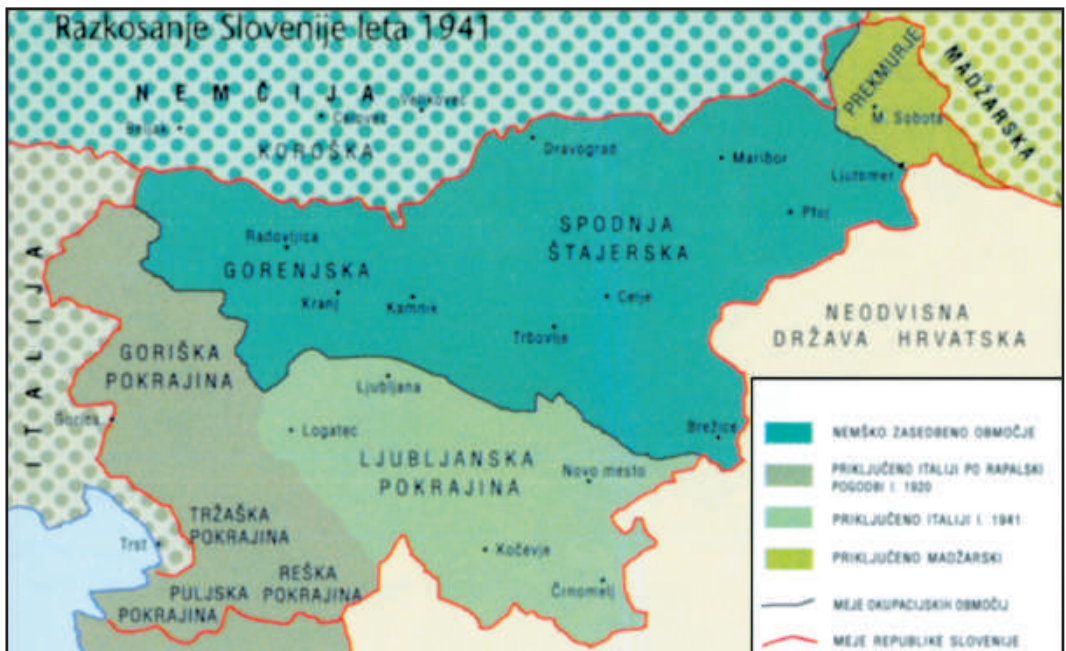 Razkosanje Slovenije leta 1941
NEMČIJA
Velikovec
Celovec
Beljak
KOROŠKA
PREKMURJE
MADŽARSKA
M. Sobota
Dravograd
Maribor
Ljutomer
Ptuj
SPODNJA
ŠTAJERSKA
Radovljica
GORENJSKA
Kranj
Kamnik
Celje
Trbovlje
ITALIJA
NEODVISNA
DRŽAVA HRVATSKA
GORIŠKA
POKRAJINA
Ljubljana
Gorica
Logatec
Brežice
LJUBLJANSKA
POKRAJINA
Novo mesto
TRŽAŠKA
POKRAJINA
Trst
Kočevje
REŠKA
POKRAJINA
PULJSKA
POKRAJINA
Črnomelj
NEMŠKO ZASEDBENO OBMOČJE
PRIKLJUČENO ITALIJI PO RAPALSKI
POGODBI l. 1920
PRIKLJUČENO ITALIJI l. 1941
PRIKLJUČENO MADŽARSKI
MEJE OKUPACIJSKIH OBMOČIJ
MEJE REPUBLIKE SLOVENIJE